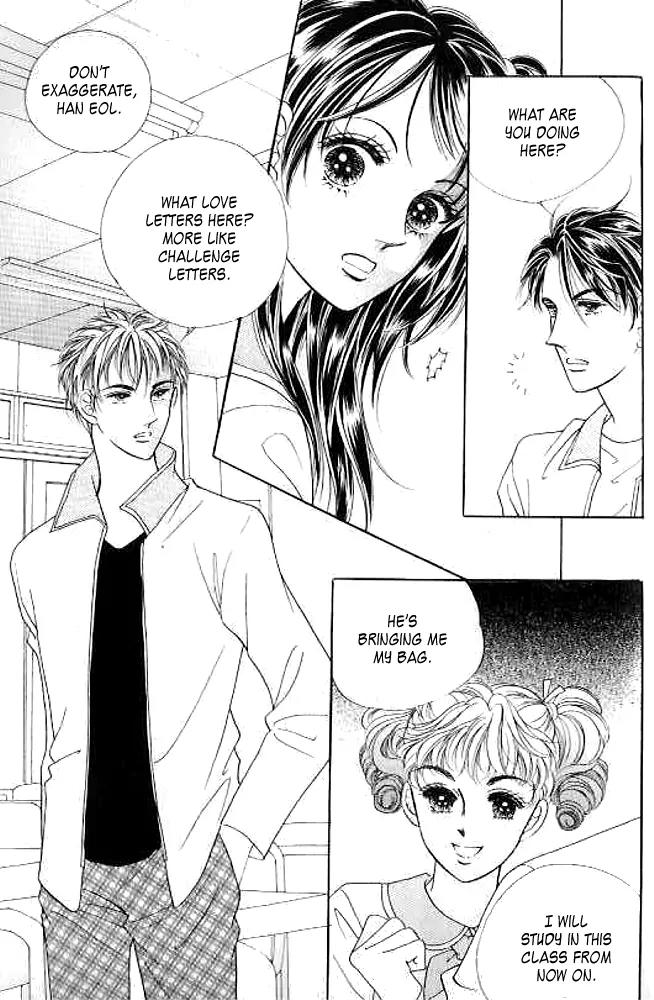 DON'T
EXAGGERATE,
HAN EOL.
WHAT LOVE
LETTERS HERE?
MORE LIKE
CHALLENGE
LETTERS.
WHAT ARE
YOU DOING
HERE?
HE'S
BRINGING ME
MY BAG.
I WILL
STUDY IN THIS
CLASS FROM
NOW ON.